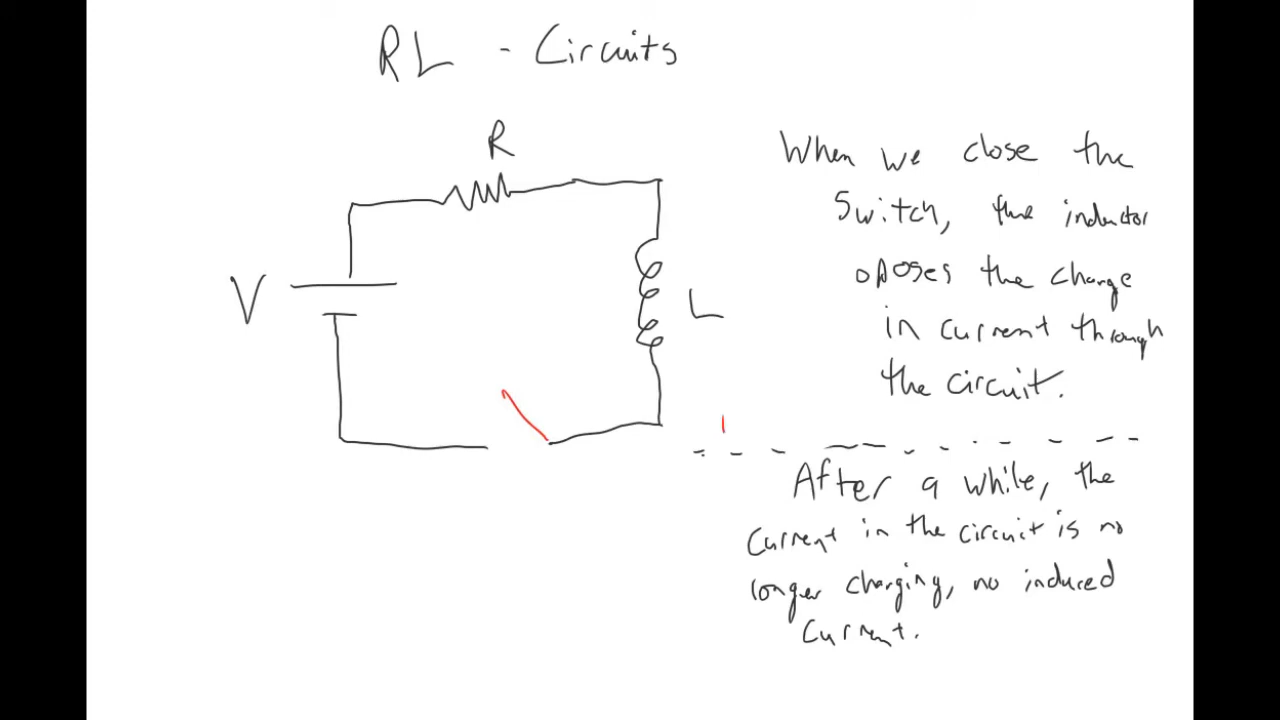 RL - Circuits
R
V
L
When we close the
Switch, the inductor
oposes the change
in current through
the circuit.
After a while, the
Current in the circuit is no
longer changing, no induced
Current.